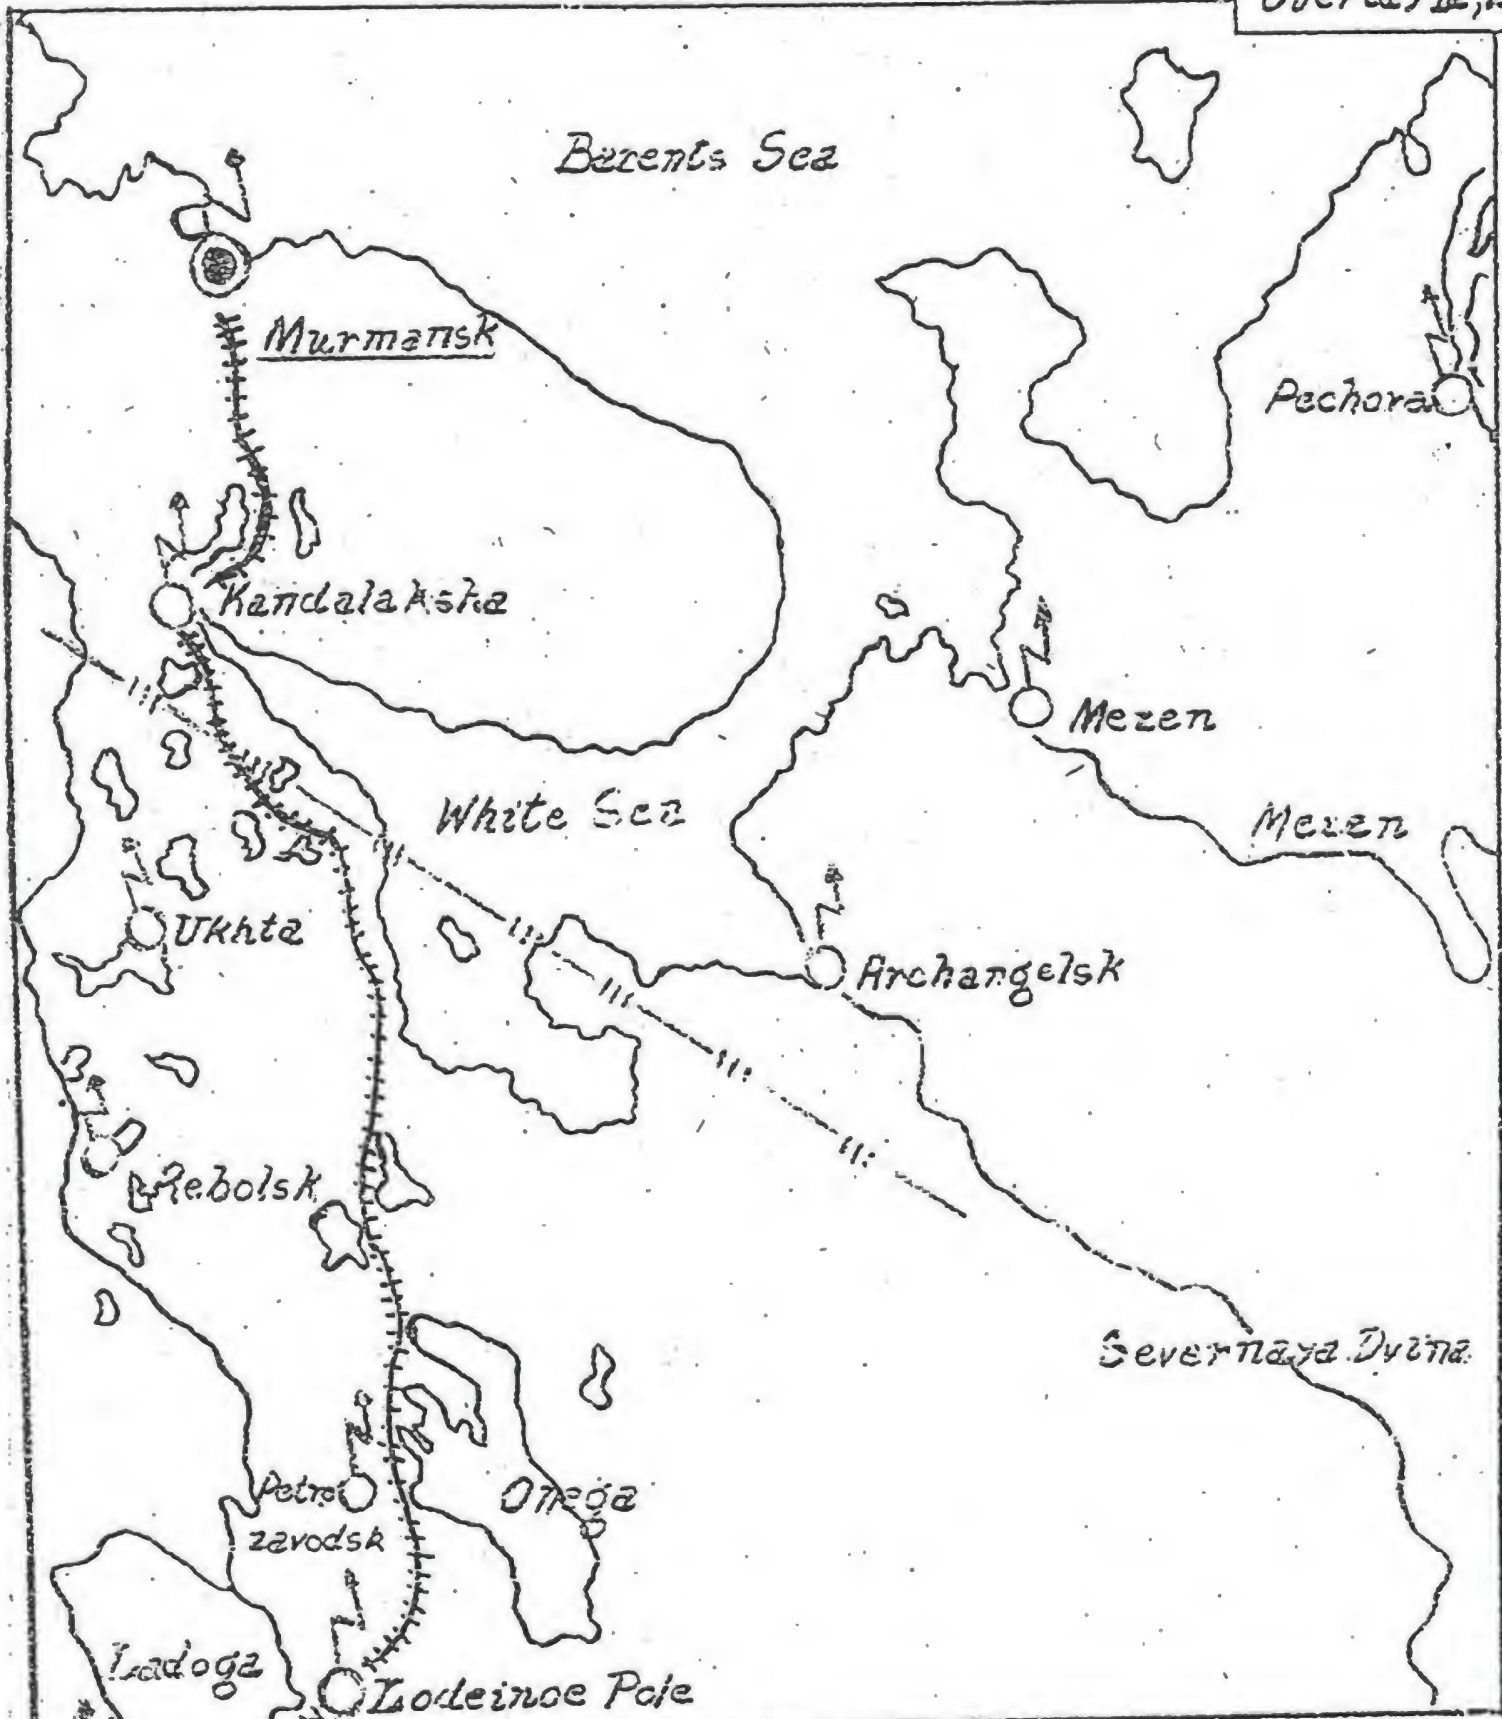 Barents Sea
Murmansk
Pechora
Kandalaksha
Mezen
White Sea
Mezen
Ukhta
Archangelsk
Rebolsk
Severnaya Dvina
Petro
zavodsk
Onega
Ladoga
Lodeinoe Pole